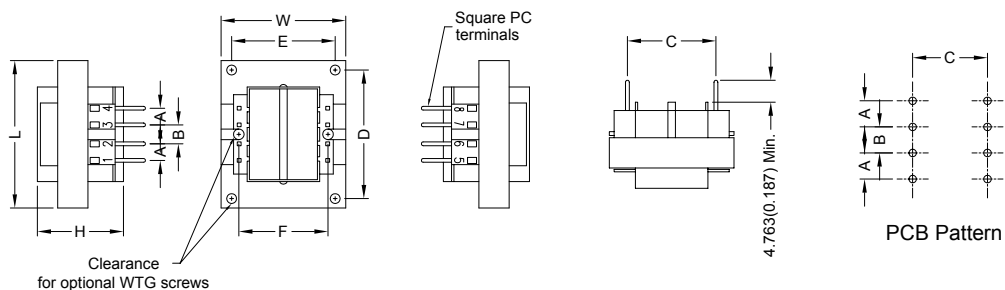 W
E
L
4
3
2
1
A
B
A
H
F
D
Clearance
for optional WTG screws
Square PC
terminals
8
7
6
5
C
4.763(0.187) Min.
C
A
B
A
PCB Pattern